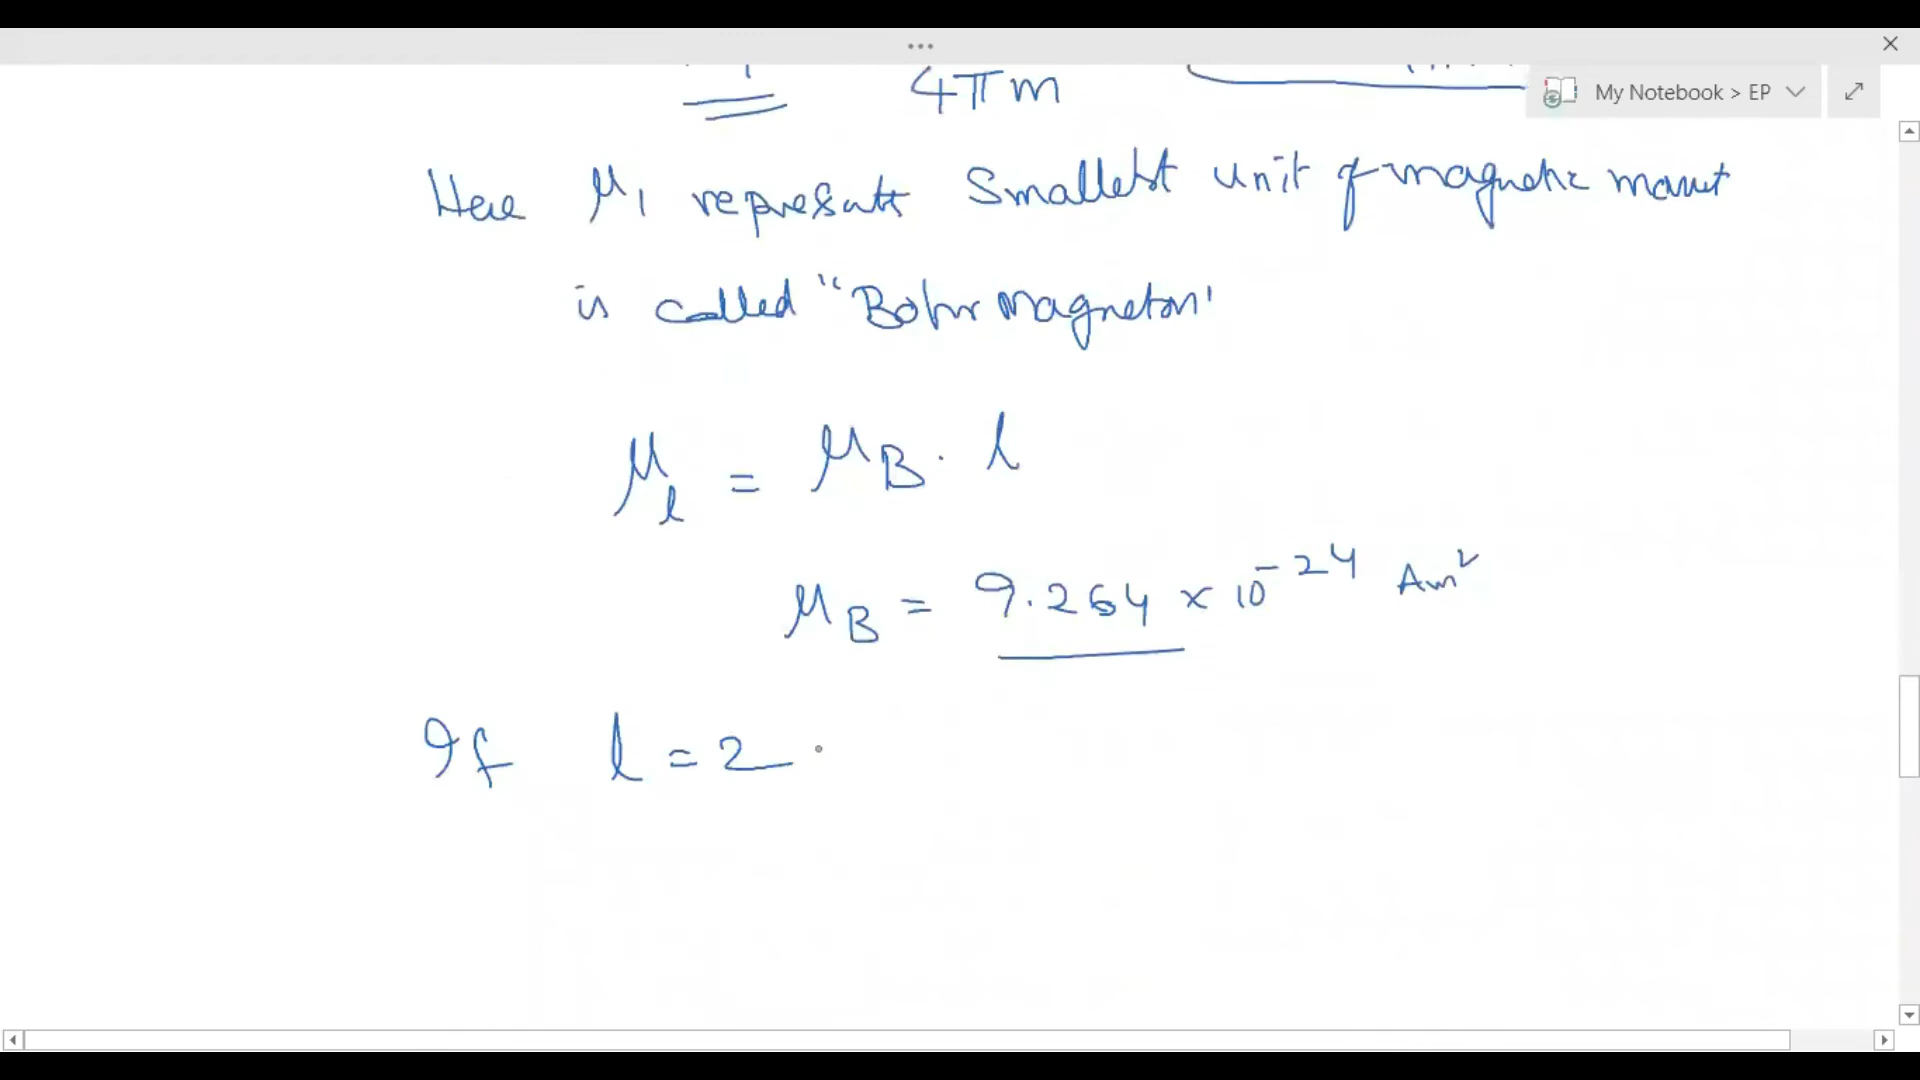 My Notebook > EP
4πm
Here μ1 represents Smallest unit of magnetic moment
is called "Bohr magneton'
μl = μB . l
μB = 9.264 × 10^-24 Am²
If l = 2